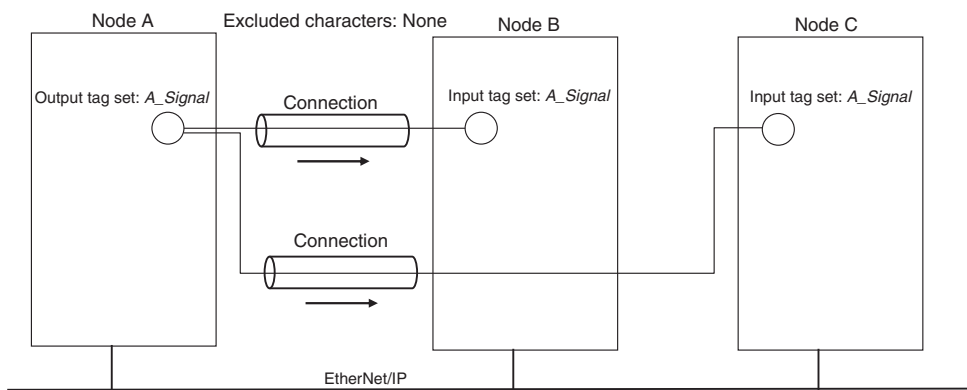 Node A
Excluded characters: None
Node B
Node C
Output tag set: A_Signal
Connection
Input tag set: A_Signal
Input tag set: A_Signal
Connection
EtherNet/IP